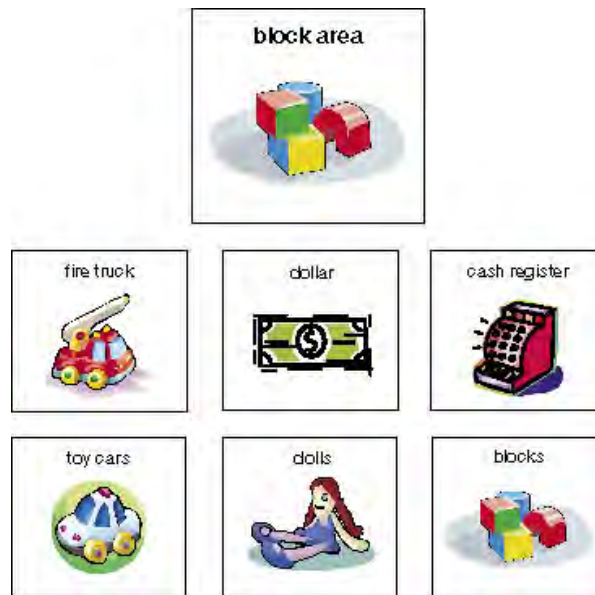 block area
fire truck
dollar
cash register
$
toy cars
dolls
blocks